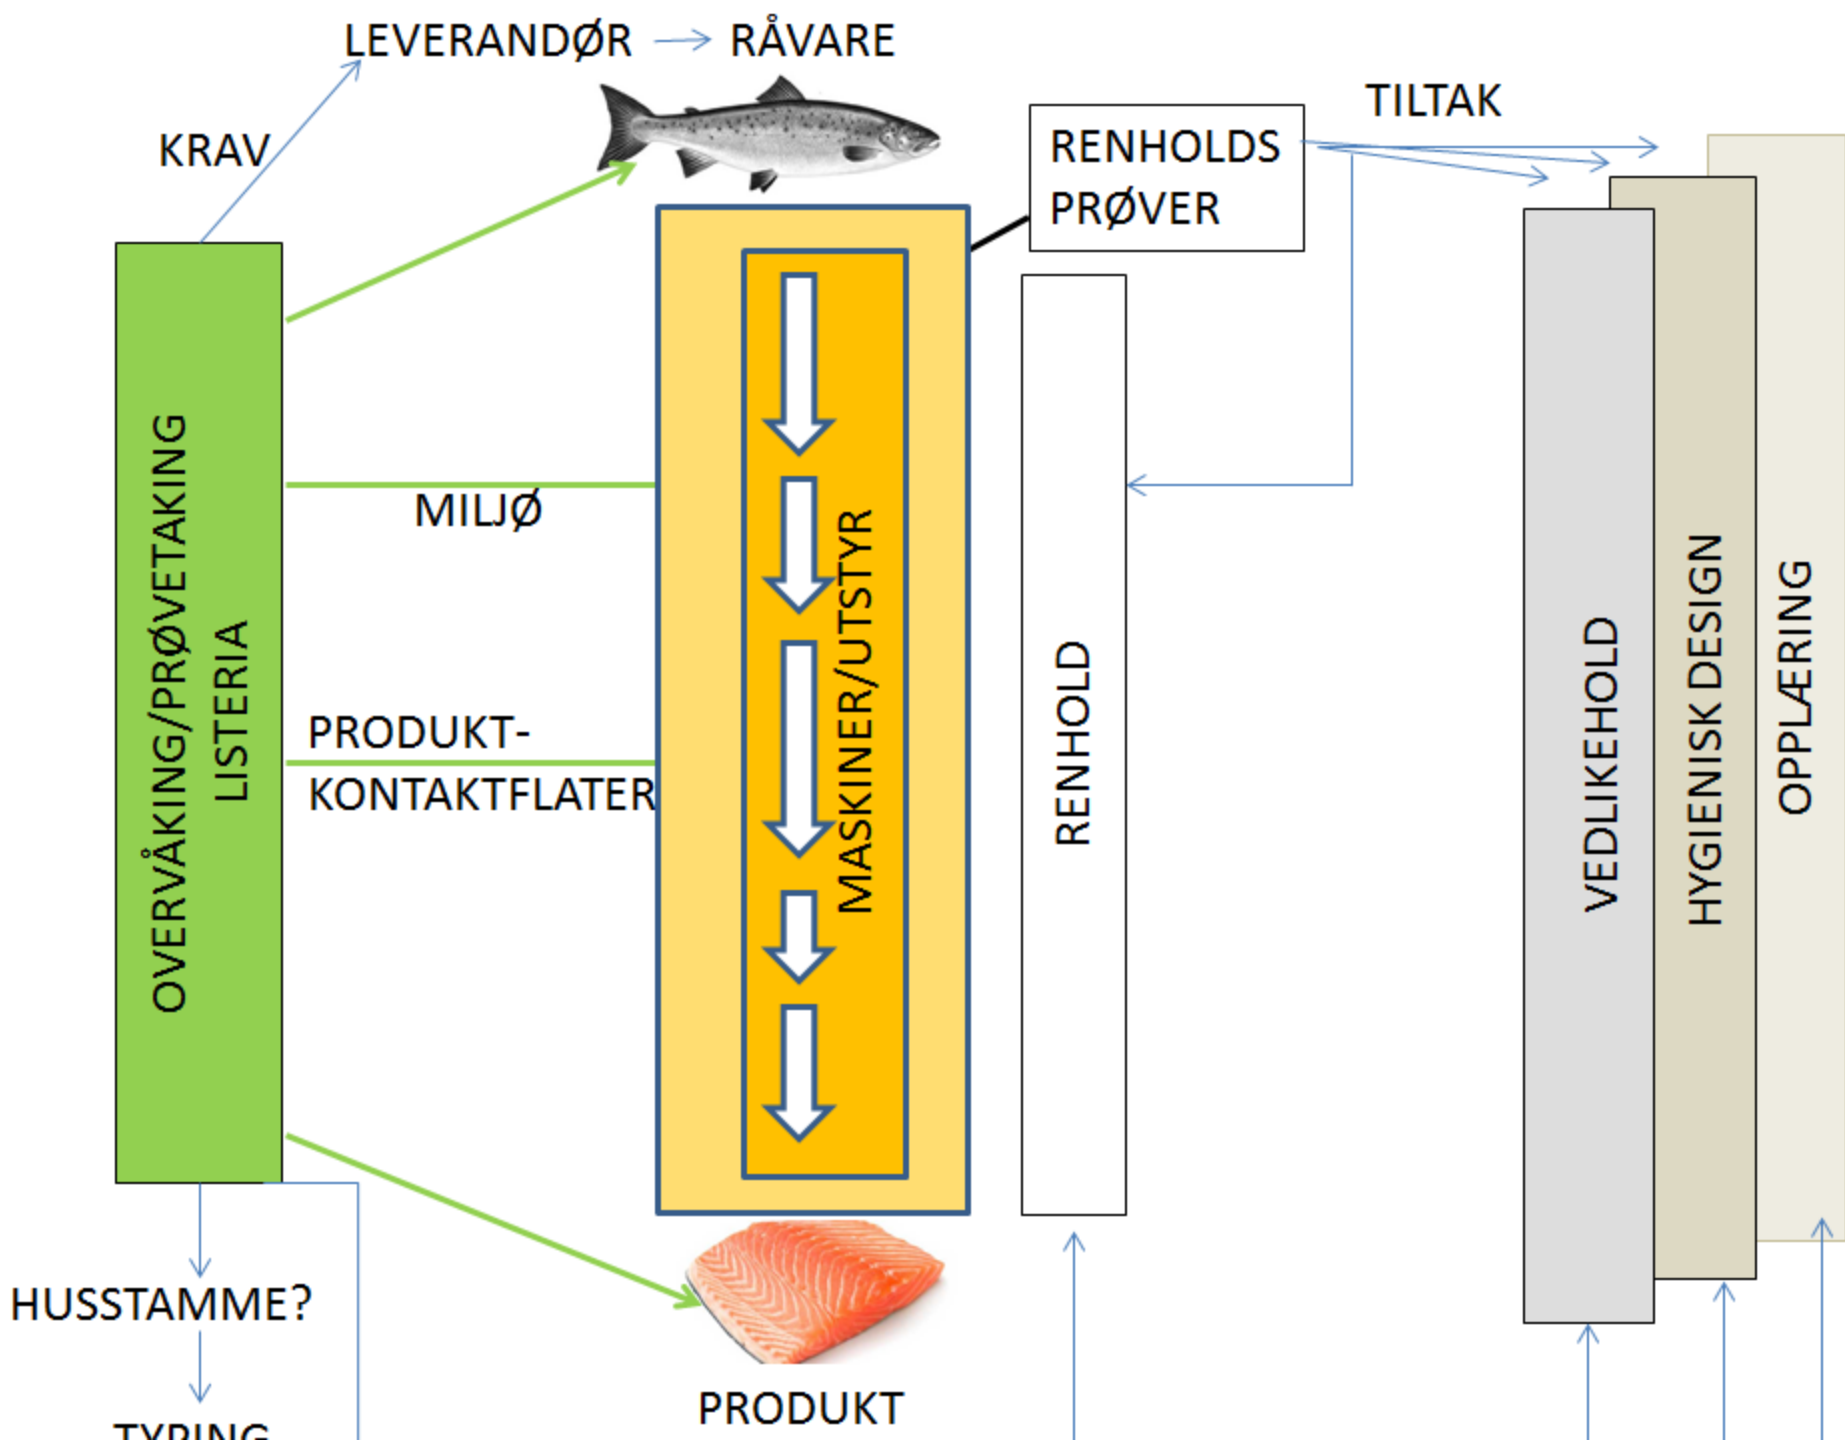 LEVERANDØR
RÅVARE
KRAV
TILTAK
RENHOLDS
PRØVER
OVERVÅKING/PRØVETAKING
LISTERIA
MILJØ
PRODUKT-
KONTAKTFLATER
MASKINER/UTSTYR
RENHOLD
VEDLIKEHOLD
HYGIENISK DESIGN
OPPLÆRING
HUSSTAMME?
TYPING
PRODUKT